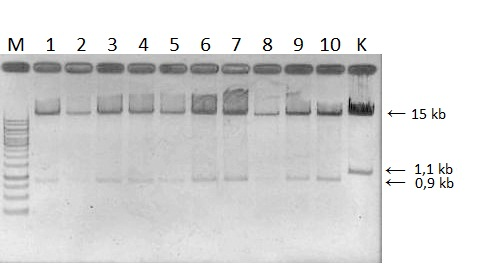 M 1 2 3 4 5 6 7 8 9 10 K
← 15 kb
← 1,1 kb
← 0,9 kb